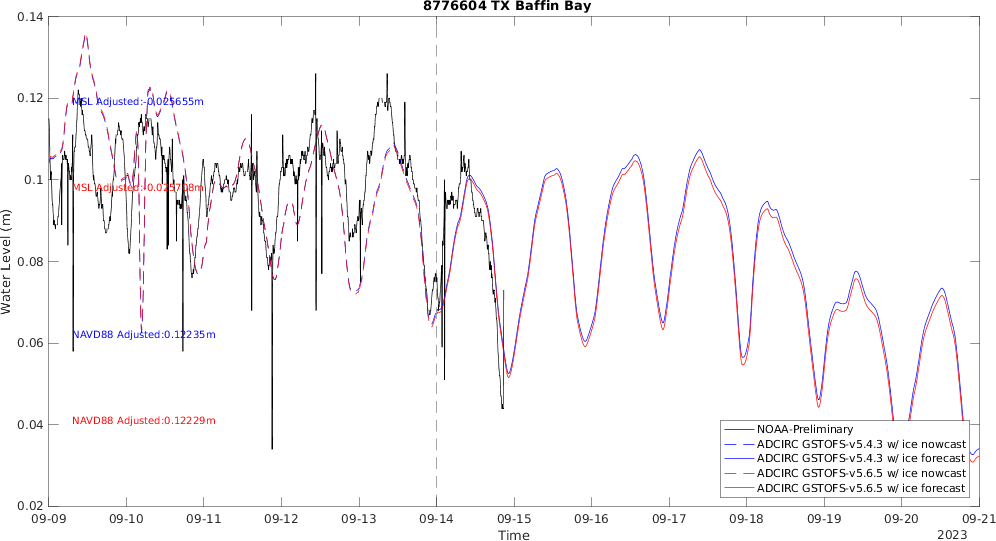 8776604 TX Baffin Bay
0.14
0.12
0.1
0.08
0.06
0.04
0.02
Water Level (m)
MSL Adjusted:-0.025655m
MSL Adjusted:-0.025708m
NAVD88 Adjusted:0.12235m
NAVD88 Adjusted:0.12229m
NOAA-Preliminary
ADCIRC GSTOFS-v5.4.3 w/ ice nowcast
ADCIRC GSTOFS-v5.4.3 w/ ice forecast
ADCIRC GSTOFS-v5.6.5 w/ ice nowcast
ADCIRC GSTOFS-v5.6.5 w/ ice forecast
09-09 09-10 09-11 09-12 09-13 09-14 09-15 09-16 09-17 09-18 09-19 09-20 09-21
Time
2023